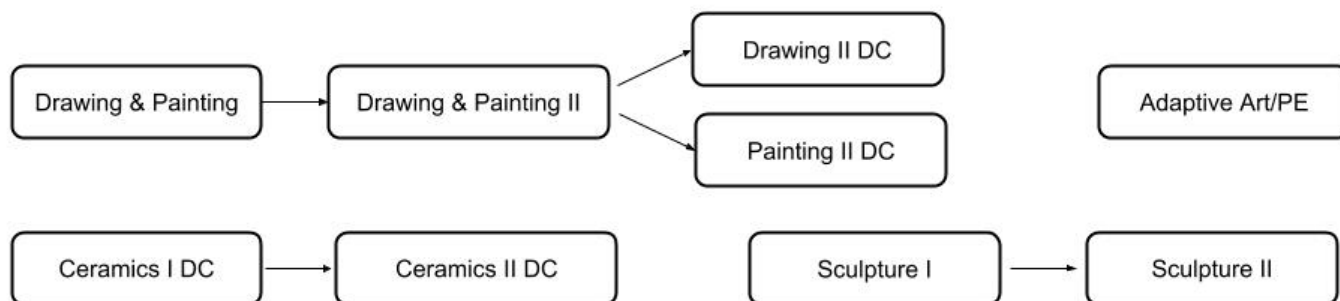 Drawing II DC
Drawing & Painting
Drawing & Painting II
Adaptive Art/PE
Painting II DC
Ceramics I DC
Ceramics II DC
Sculpture I
Sculpture II